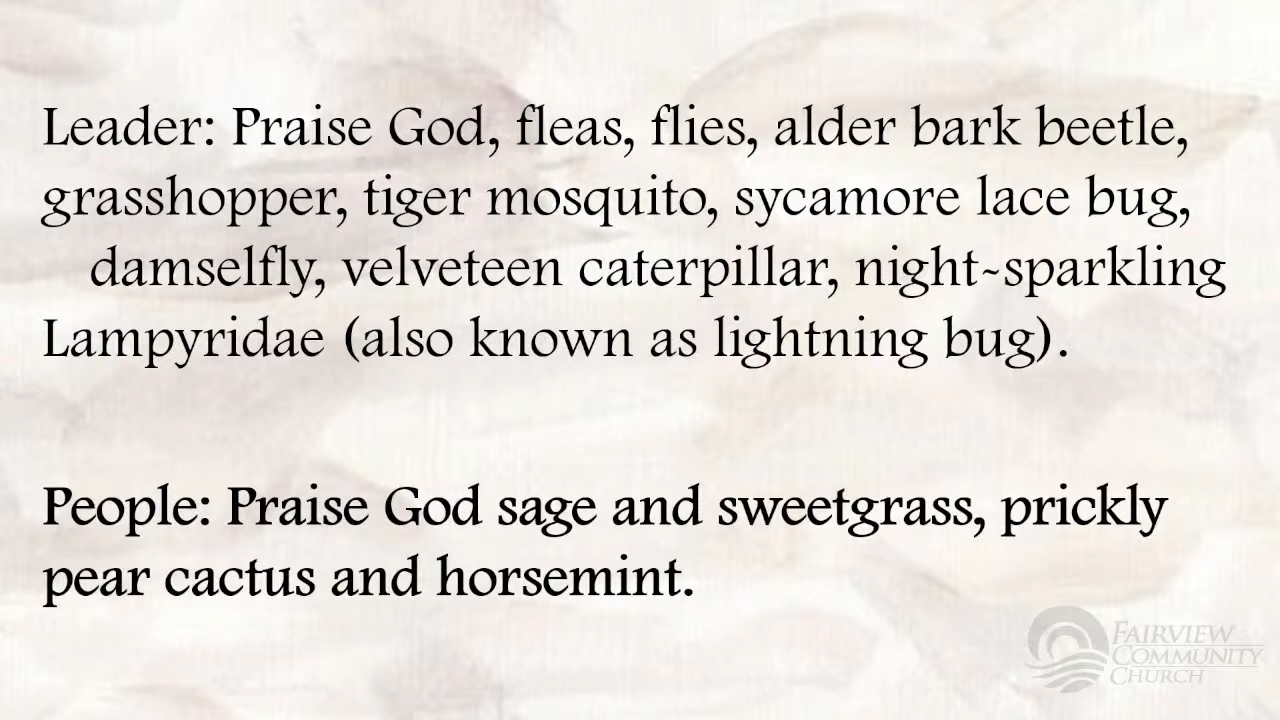 Leader: Praise God, fleas, flies, alder bark beetle,
grasshopper, tiger mosquito, sycamore lace bug,
damselfly, velveteen caterpillar, night-sparkling
Lampyridae (also known as lightning bug).
People: Praise God sage and sweetgrass, prickly
pear cactus and horsemint.
FAIRVIEW
COMMUNITY
CHURCH